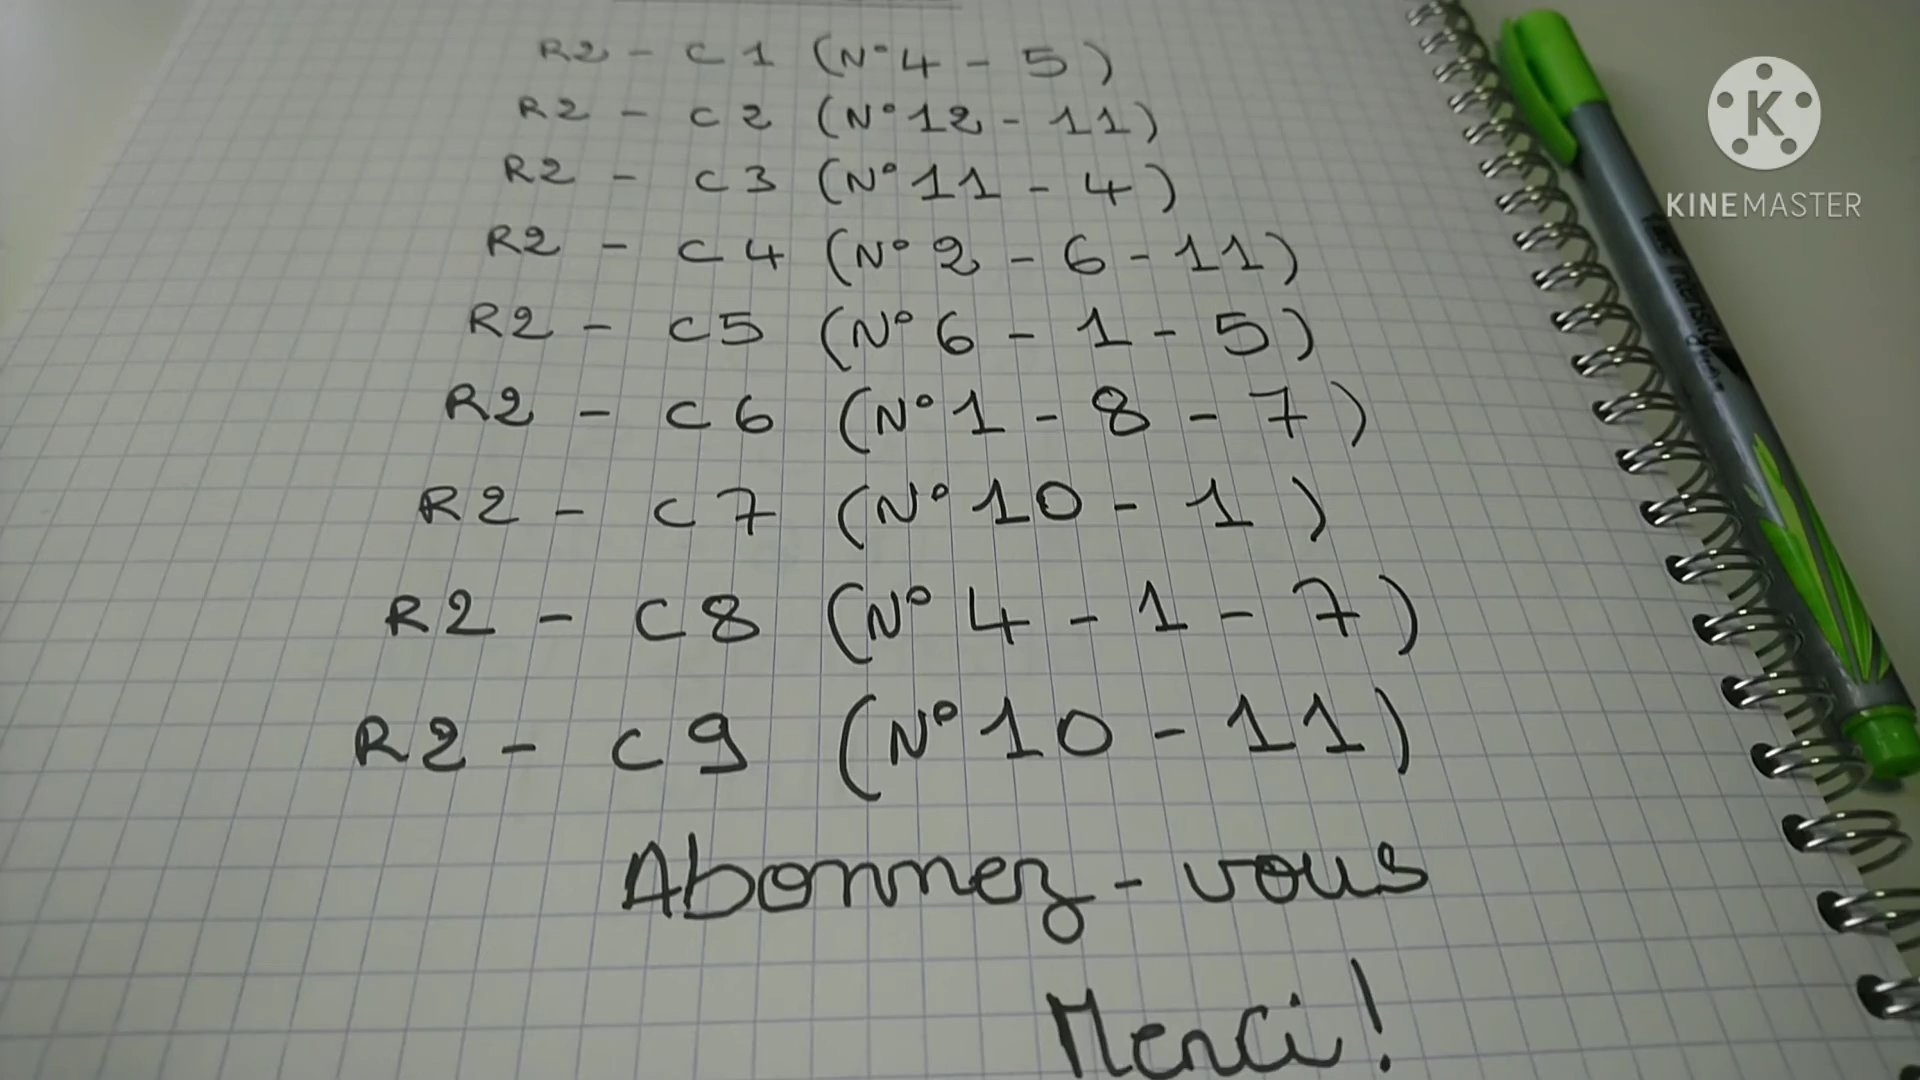 R2 - C1 (N° 4 - 5)
R2 - C2 (N° 12 - 11)
R2 - C3 (N° 11 - 4)
R2 - C4 (N° 2 - 6 - 11)
R2 - C5 (N° 6 - 1 - 5)
R2 - C6 (N° 1 - 8 - 7)
R2 - C7 (N° 10 - 1)
R2 - C8 (N° 4 - 1 - 7)
R2 - C9 (N° 10 - 11)
Abonnez-vous
Merci!
K
KINEMASTER